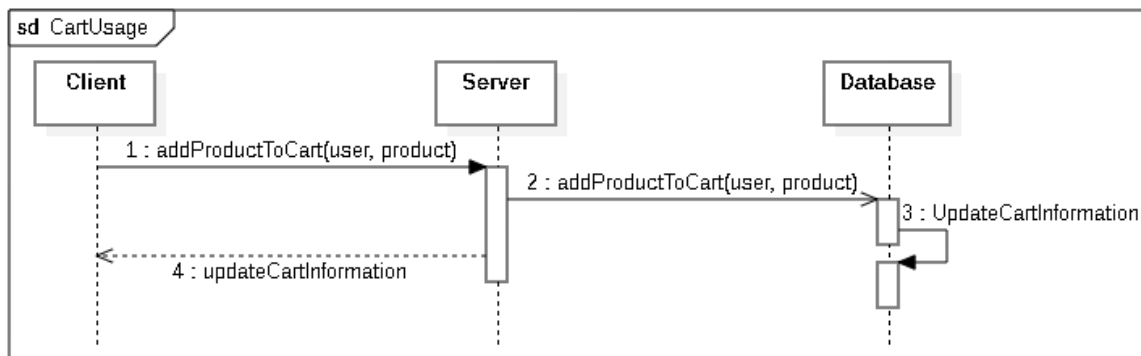 sd CartUsage
Client
Server
Database
1 : addProductToCart(user, product)
2 : addProductToCart(user, product)
3 : UpdateCartInformation
4 : updateCartInformation